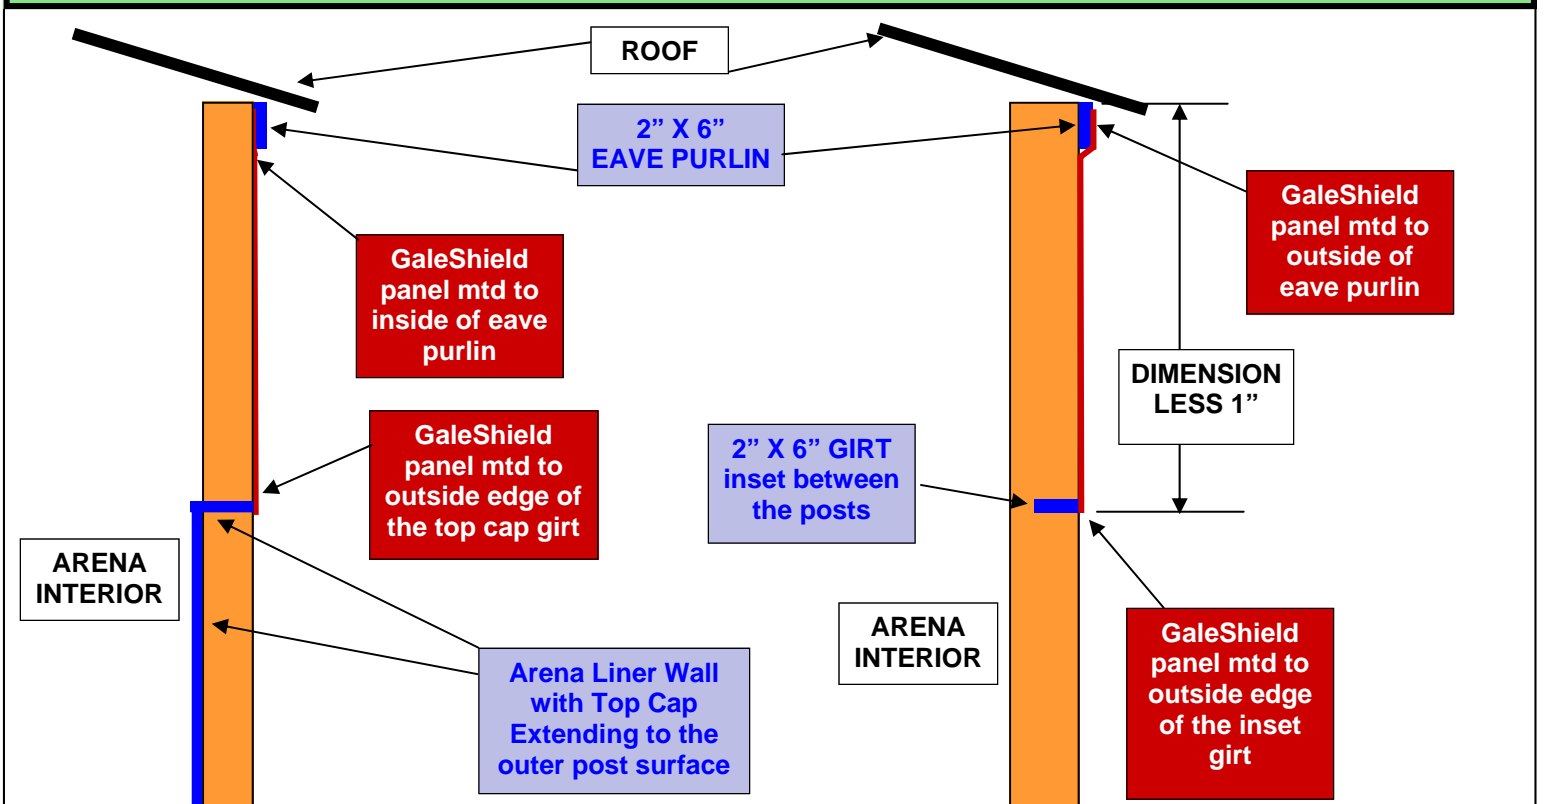 ROOF
2” X 6”
EAVE PURLIN
GaleShield
panel mtd to
inside of eave
purlin
GaleShield
panel mtd to
outside of
eave purlin
DIMENSION
LESS 1”
GaleShield
panel mtd to
outside edge of
the top cap girt
2” X 6” GIRT
inset between
the posts
ARENA
INTERIOR
ARENA
INTERIOR
Arena Liner Wall
with Top Cap
Extending to the
outer post surface
GaleShield
panel mtd to
outside edge
of the inset
girt